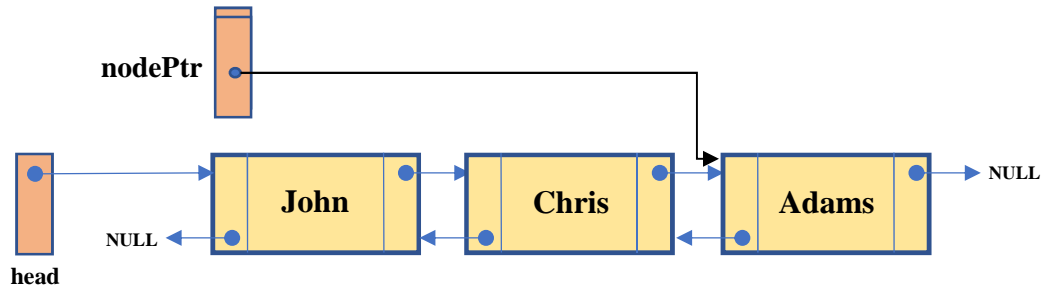 nodePtr
NULL
John
Chris
Adams
NULL
head